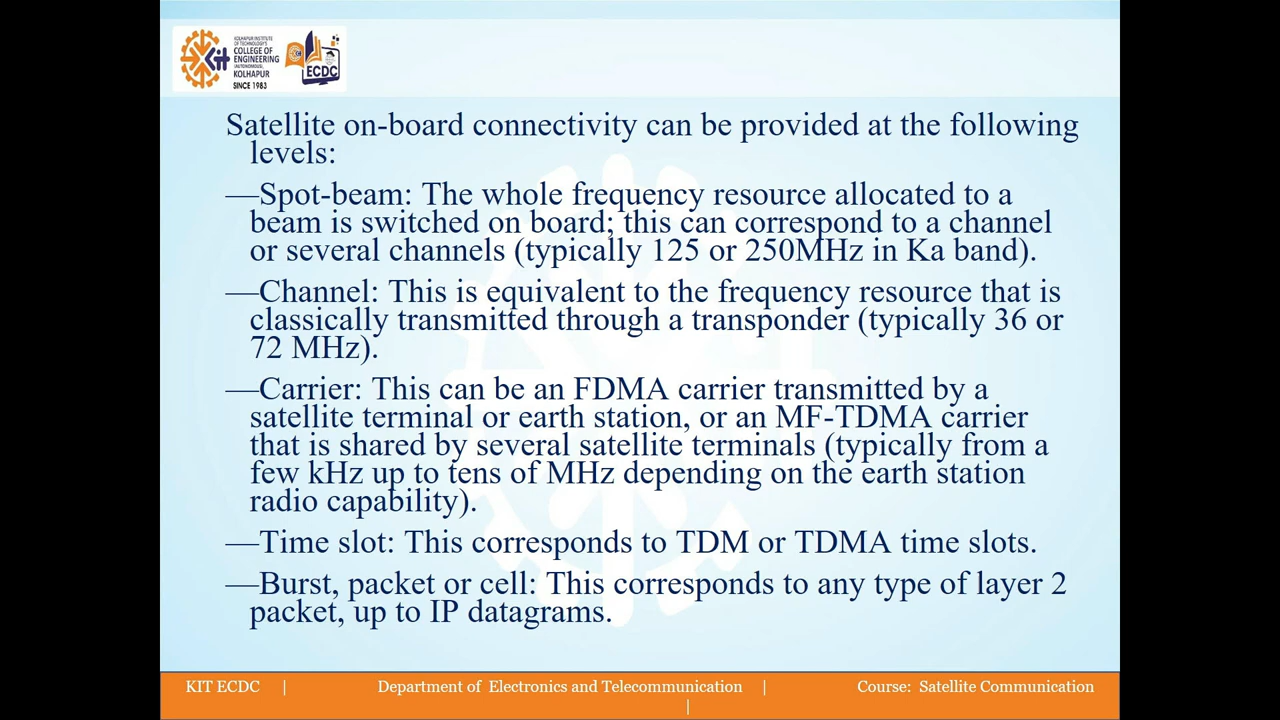 KOLHAPUR INSTITUTE
OF TECHNOLOGY'S
COLLEGE OF
ENGINEERING
(AUTONOMOUS),
KOLHAPUR
SINCE 1983
Kit
ECDC
Satellite on-board connectivity can be provided at the following
levels:
—Spot-beam: The whole frequency resource allocated to a
beam is switched on board; this can correspond to a channel
or several channels (typically 125 or 250MHz in Ka band).
—Channel: This is equivalent to the frequency resource that is
classically transmitted through a transponder (typically 36 or
72 MHz).
—Carrier: This can be an FDMA carrier transmitted by a
satellite terminal or earth station, or an MF-TDMA carrier
that is shared by several satellite terminals (typically from a
few kHz up to tens of MHz depending on the earth station
radio capability).
—Time slot: This corresponds to TDM or TDMA time slots.
—Burst, packet or cell: This corresponds to any type of layer 2
packet, up to IP datagrams.
KIT ECDC | Department of Electronics and Telecommunication | Course: Satellite Communication
|